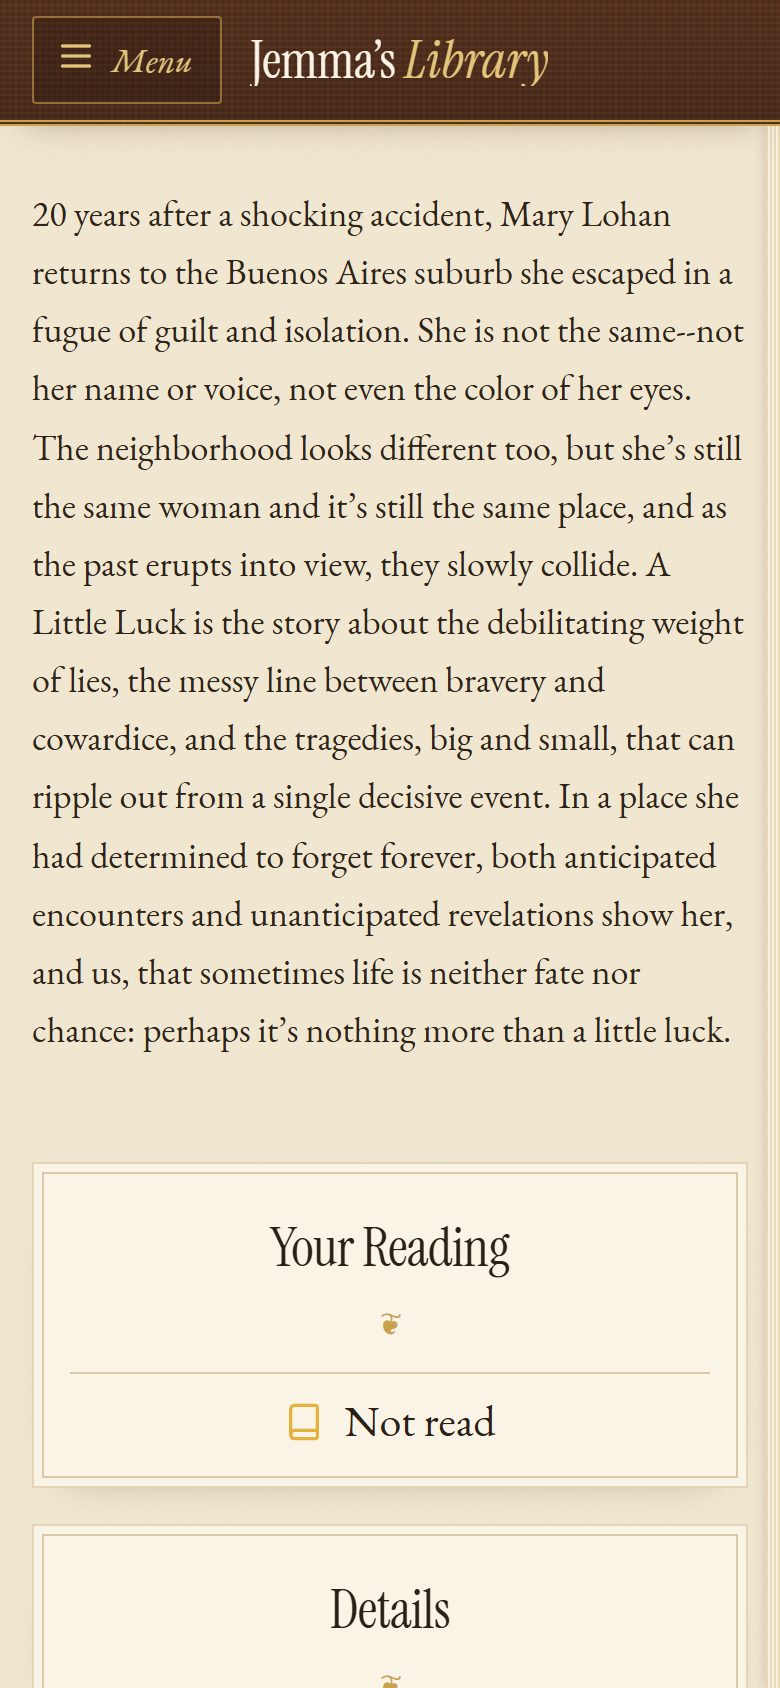 Menu
Jemma’s Library
20 years after a shocking accident, Mary Lohan
returns to the Buenos Aires suburb she escaped in a
fugue of guilt and isolation. She is not the same--not
her name or voice, not even the color of her eyes.
The neighborhood looks different too, but she’s still
the same woman and it’s still the same place, and as
the past erupts into view, they slowly collide. A
Little Luck is the story about the debilitating weight
of lies, the messy line between bravery and
cowardice, and the tragedies, big and small, that can
ripple out from a single decisive event. In a place she
had determined to forget forever, both anticipated
encounters and unanticipated revelations show her,
and us, that sometimes life is neither fate nor
chance: perhaps it’s nothing more than a little luck.
Your Reading
❦
Not read
Details
❦